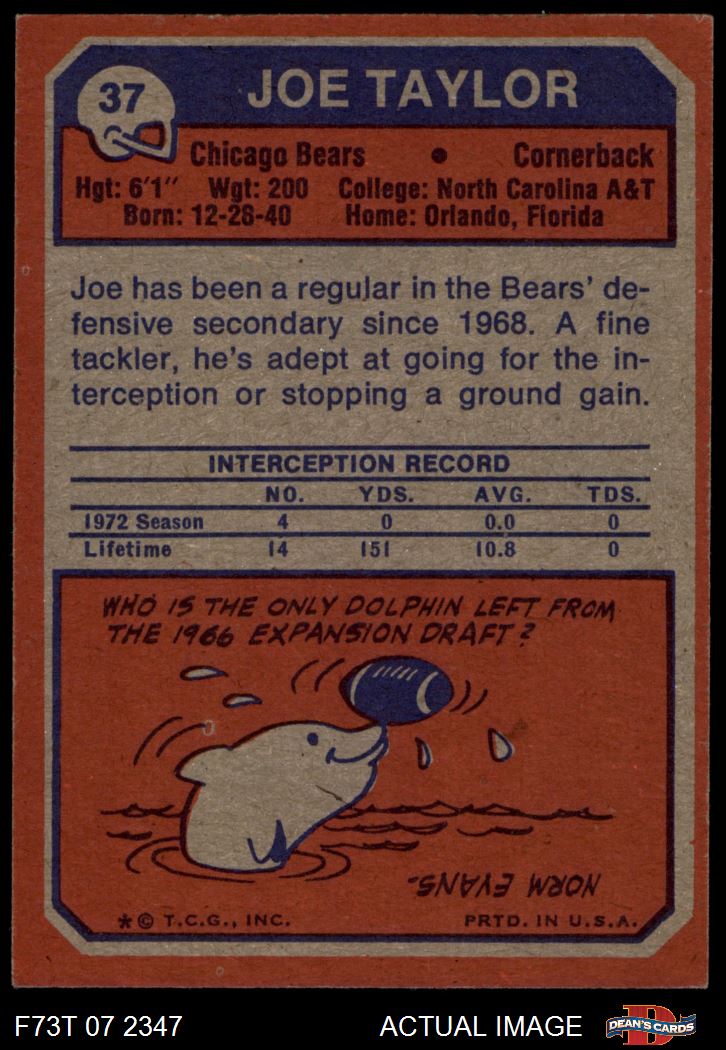 37
JOE TAYLOR
Chicago Bears • Cornerback
Hgt: 6'1" Wgt: 200 College: North Carolina A&T
Born: 12-28-40 Home: Orlando, Florida
Joe has been a regular in the Bears' de-
fensive secondary since 1968. A fine
tackler, he's adept at going for the in-
terception or stopping a ground gain.
INTERCEPTION RECORD
NO. YDS. AVG. TDS.
1972 Season 4 0 0.0 0
Lifetime 14 151 10.8 0
WHO IS THE ONLY DOLPHIN LEFT FROM
THE 1966 EXPANSION DRAFT?
NORM EVANS.
*© T.C.G., INC. PRTD. IN U.S.A.
F73T 07 2347 ACTUAL IMAGE D DEAN'S CARDS